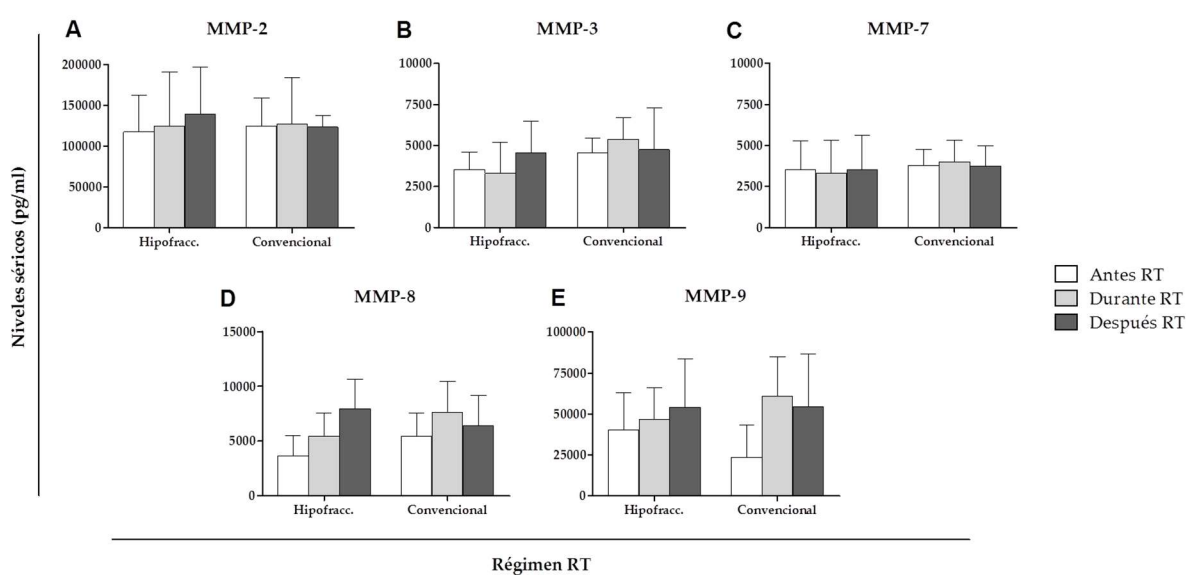 A MMP-2
B MMP-3
C MMP-7
200000
150000
100000
50000
0
Hipofracc. Convencional
10000
7500
5000
2500
0
Hipofracc. Convencional
10000
7500
5000
2500
0
Hipofracc. Convencional
Niveles séricos (pg/ml)
Antes RT
Durante RT
Después RT
D MMP-8
E MMP-9
15000
10000
5000
0
Hipofracc. Convencional
100000
75000
50000
25000
0
Hipofracc. Convencional
Régimen RT